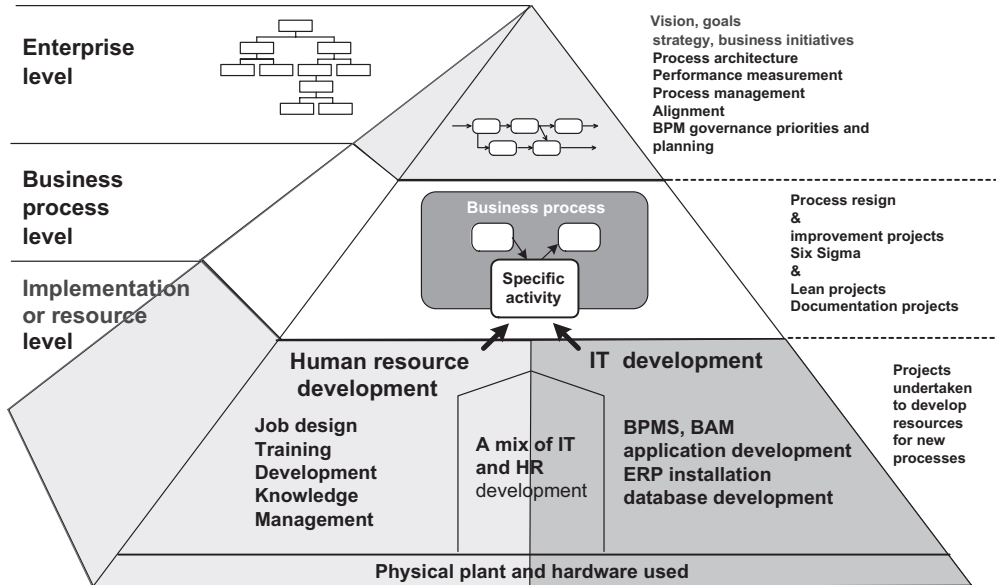 Enterprise
level
Vision, goals
strategy, business initiatives
Process architecture
Performance measurement
Process management
Alignment
BPM governance priorities and
planning
Business
process
level
Business process
Specific
activity
Process resign
&
improvement projects
Six Sigma
&
Lean projects
Documentation projects
Implementation
or resource
level
Human resource
development
IT development
Job design
Training
Development
Knowledge
Management
A mix of IT
and HR
development
BPMS, BAM
application development
ERP installation
database development
Projects
undertaken
to develop
resources
for new
processes
Physical plant and hardware used